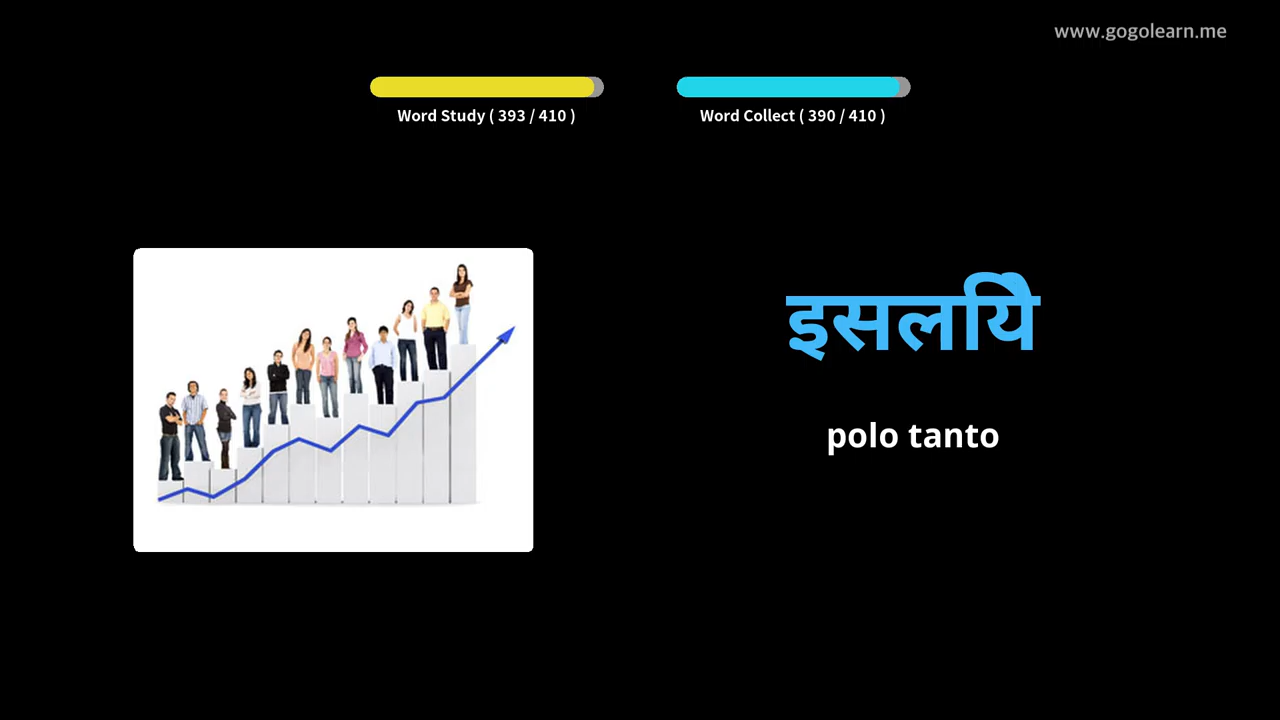 www.gogolearn.me
Word Study ( 393 / 410 )
Word Collect ( 390 / 410 )
इसलिये
polo tanto